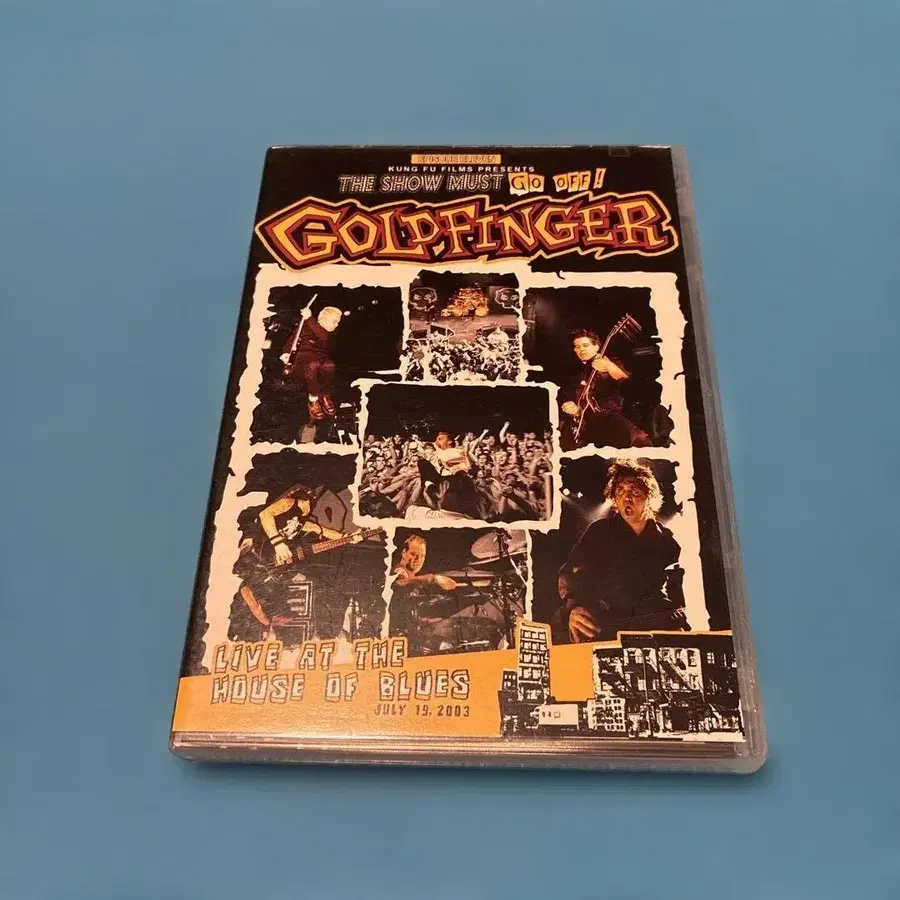 KUNG FU FILMS PRESENTS
THE SHOW MUST GO OFF!
GOLDFINGER
LIVE AT THE
HOUSE OF BLUES
JULY 19, 2003